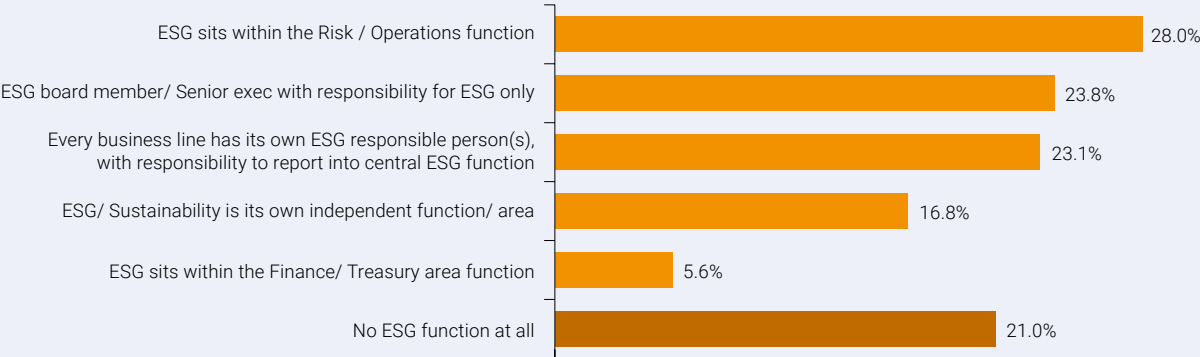 ESG sits within the Risk / Operations function
28.0%
ESG board member/ Senior exec with responsibility for ESG only
23.8%
Every business line has its own ESG responsible person(s),
with responsibility to report into central ESG function
23.1%
ESG/ Sustainability is its own independent function/ area
16.8%
ESG sits within the Finance/ Treasury area function
5.6%
No ESG function at all
21.0%